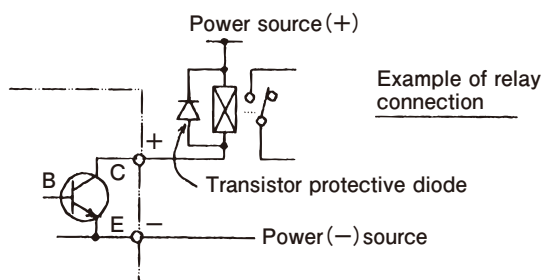 Power source(+)
Example of relay
connection
+
C
B
Transistor protective diode
E
−
Power(−)source